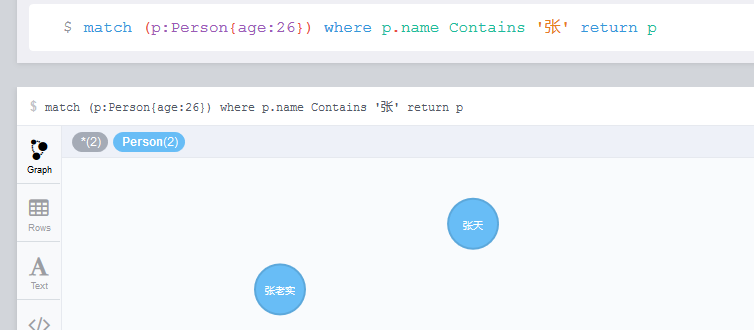 $ match (p:Person{age:26}) where p.name Contains '张' return p
$ match (p:Person{age:26}) where p.name Contains '张' return p
*(2) Person(2)
Graph
张天
Rows
张老实
A
Text
</>